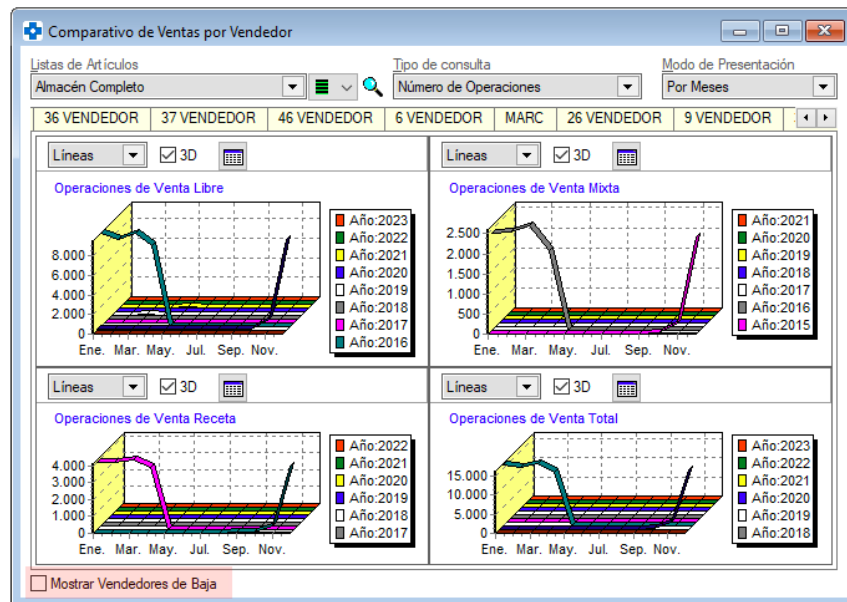 Comparativo de Ventas por Vendedor
Listas de Artículos
Tipo de consulta
Modo de Presentación
Almacén Completo
Número de Operaciones
Por Meses
36 VENDEDOR
37 VENDEDOR
46 VENDEDOR
6 VENDEDOR
MARC
26 VENDEDOR
9 VENDEDOR
Líneas
3D
Operaciones de Venta Libre
8.000
6.000
4.000
2.000
0
Ene. Mar. May. Jul. Sep. Nov.
Año:2023
Año:2022
Año:2021
Año:2020
Año:2019
Año:2018
Año:2017
Año:2016
Líneas
3D
Operaciones de Venta Mixta
2.500
2.000
1.500
1.000
500
0
Ene. Mar. May. Jul. Sep. Nov.
Año:2021
Año:2020
Año:2019
Año:2018
Año:2017
Año:2016
Año:2015
Líneas
3D
Operaciones de Venta Receta
4.000
3.000
2.000
1.000
0
Ene. Mar. May. Jul. Sep. Nov.
Año:2022
Año:2021
Año:2020
Año:2019
Año:2018
Año:2017
Líneas
3D
Operaciones de Venta Total
15.000
10.000
5.000
0
Ene. Mar. May. Jul. Sep. Nov.
Año:2023
Año:2022
Año:2021
Año:2020
Año:2019
Año:2018
Mostrar Vendedores de Baja